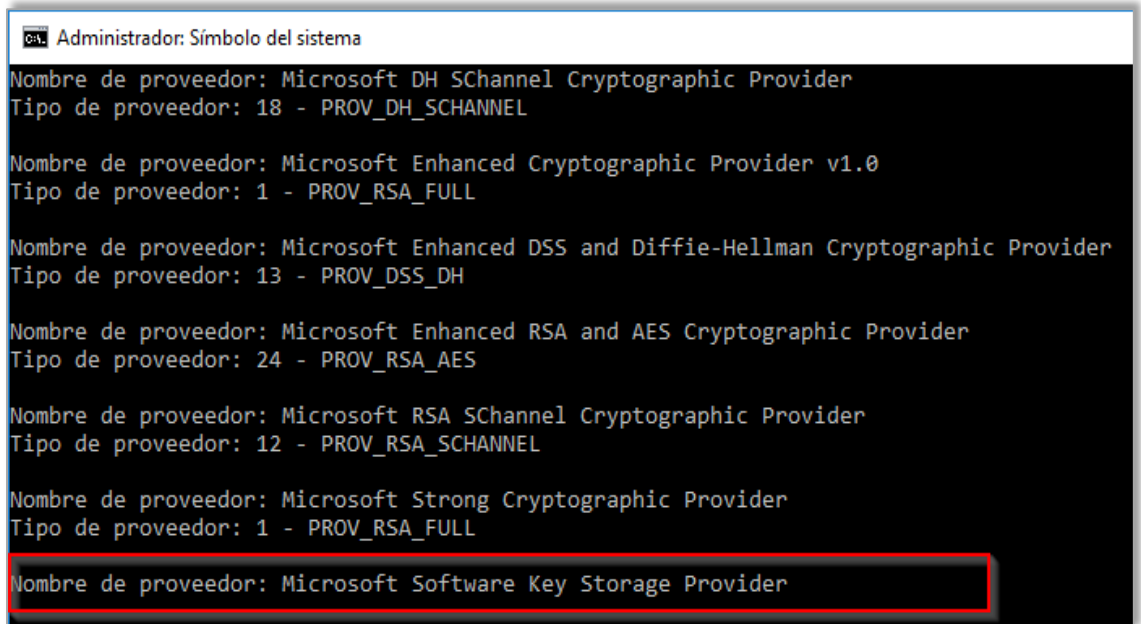 Administrador: Símbolo del sistema
Nombre de proveedor: Microsoft DH SChannel Cryptographic Provider
Tipo de proveedor: 18 - PROV_DH_SCHANNEL
Nombre de proveedor: Microsoft Enhanced Cryptographic Provider v1.0
Tipo de proveedor: 1 - PROV_RSA_FULL
Nombre de proveedor: Microsoft Enhanced DSS and Diffie-Hellman Cryptographic Provider
Tipo de proveedor: 13 - PROV_DSS_DH
Nombre de proveedor: Microsoft Enhanced RSA and AES Cryptographic Provider
Tipo de proveedor: 24 - PROV_RSA_AES
Nombre de proveedor: Microsoft RSA SChannel Cryptographic Provider
Tipo de proveedor: 12 - PROV_RSA_SCHANNEL
Nombre de proveedor: Microsoft Strong Cryptographic Provider
Tipo de proveedor: 1 - PROV_RSA_FULL
Nombre de proveedor: Microsoft Software Key Storage Provider